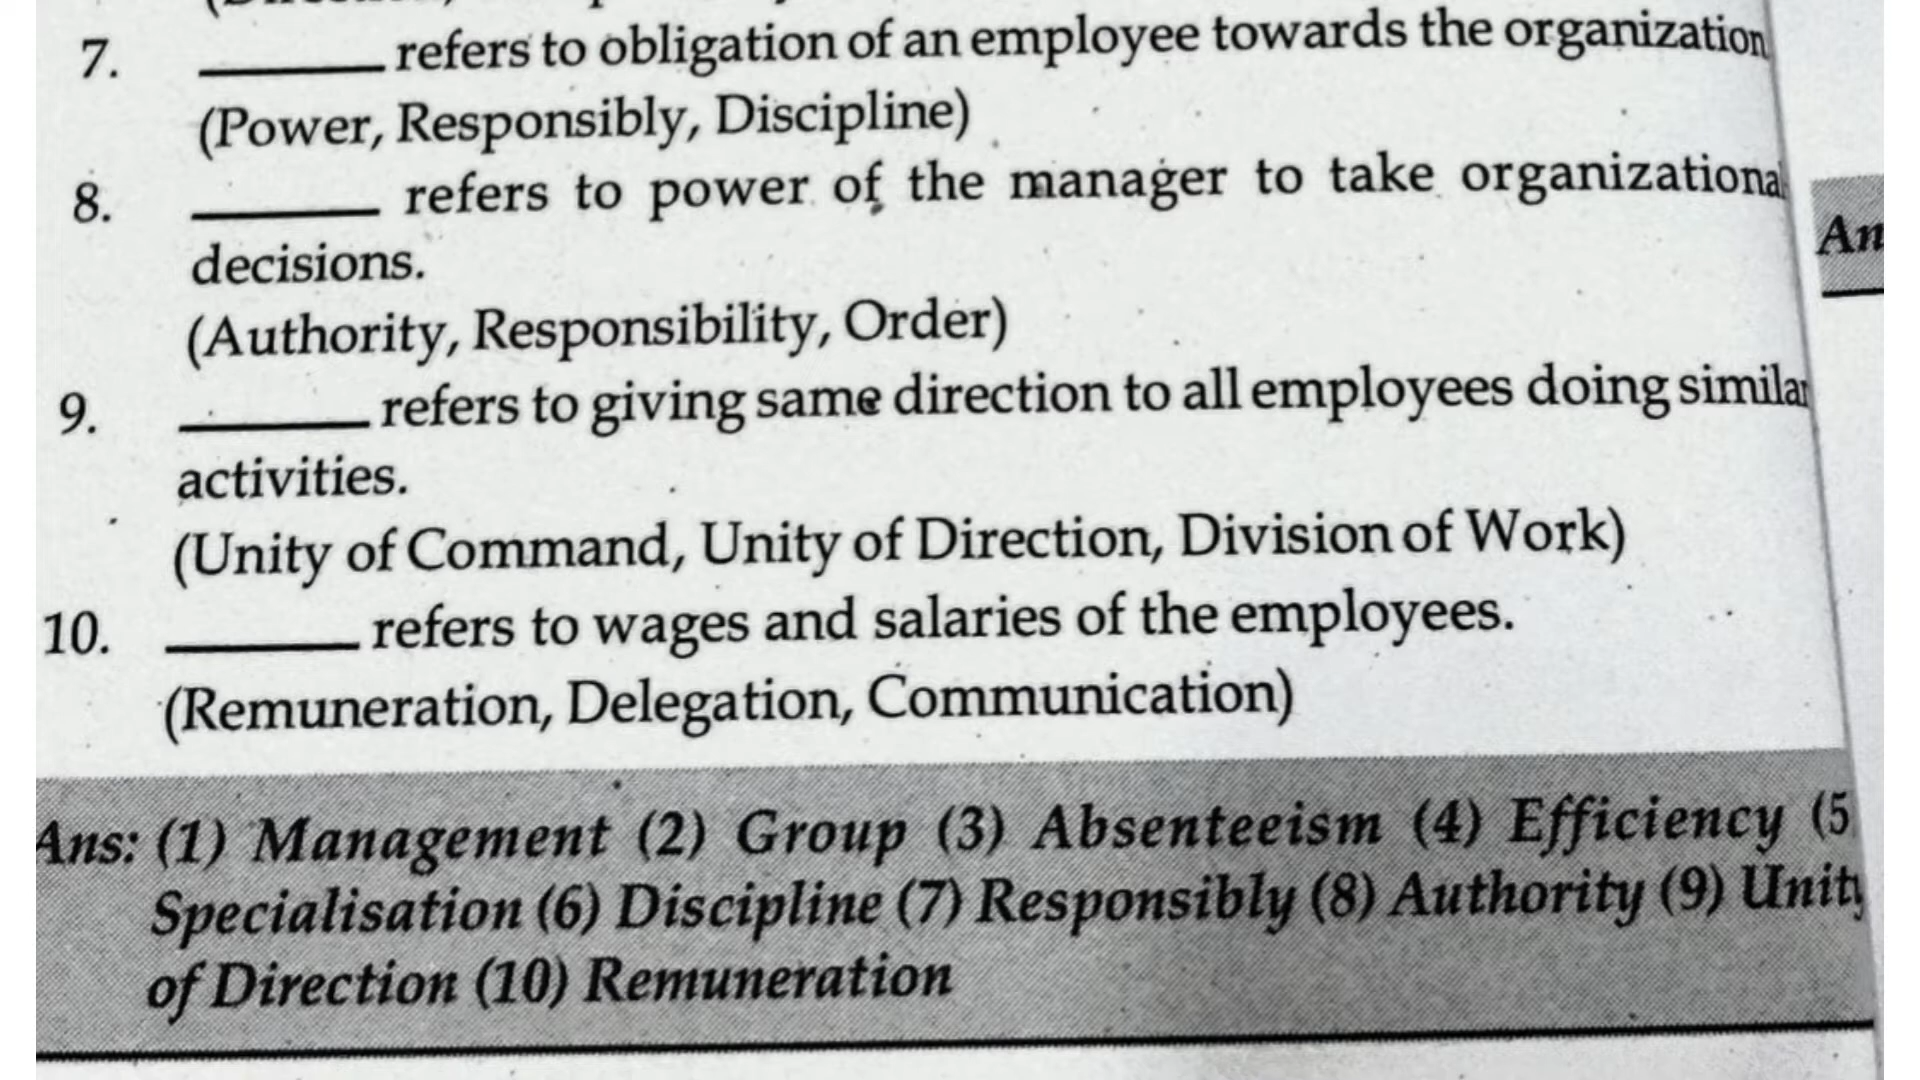 7. ______ refers to obligation of an employee towards the organization
(Power, Responsibly, Discipline)
8. ______ refers to power of the manager to take organizational
decisions.
(Authority, Responsibility, Order)
9. ______ refers to giving same direction to all employees doing similar
activities.
(Unity of Command, Unity of Direction, Division of Work)
10. ______ refers to wages and salaries of the employees.
(Remuneration, Delegation, Communication)
An
Ans: (1) Management (2) Group (3) Absenteeism (4) Efficiency (5
Specialisation (6) Discipline (7) Responsibly (8) Authority (9) Unity
of Direction (10) Remuneration